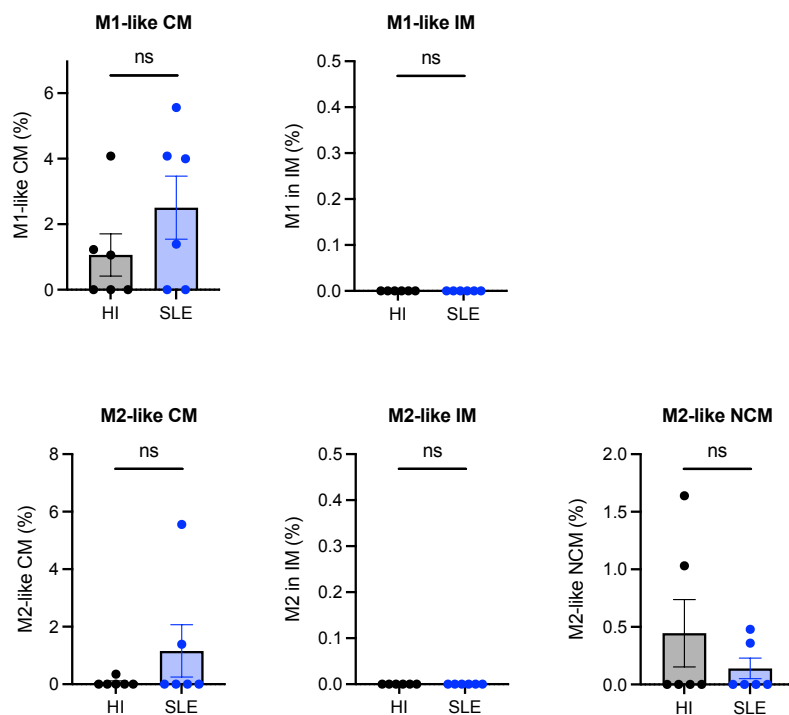 M1-like CM
ns
M1-like CM (%)
6
4
2
0
HI SLE
M1-like IM
ns
M1 in IM (%)
0.5
0.4
0.3
0.2
0.1
0.0
HI SLE
M2-like CM
ns
M2-like CM (%)
8
6
4
2
0
HI SLE
M2-like IM
ns
M2 in IM (%)
0.5
0.4
0.3
0.2
0.1
0.0
HI SLE
M2-like NCM
ns
M2-like NCM (%)
2.0
1.5
1.0
0.5
0.0
HI SLE